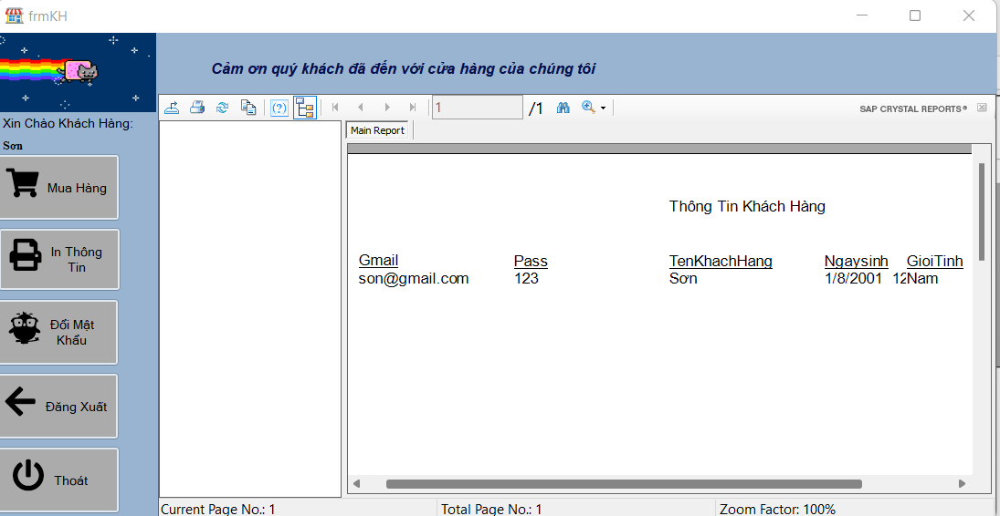 frmKH
Cảm ơn quý khách đã đến với cửa hàng của chúng tôi
Xin Chào Khách Hàng:
Sơn
Mua Hàng
In Thông
Tin
Đổi Mật
Khẩu
Đăng Xuất
Thoát
1 /1 SAP CRYSTAL REPORTS®
Main Report
Thông Tin Khách Hàng
Gmail Pass TenKhachHang Ngaysinh GioiTinh
son@gmail.com 123 Sơn 1/8/2001 12Nam
Current Page No.: 1 Total Page No.: 1 Zoom Factor: 100%